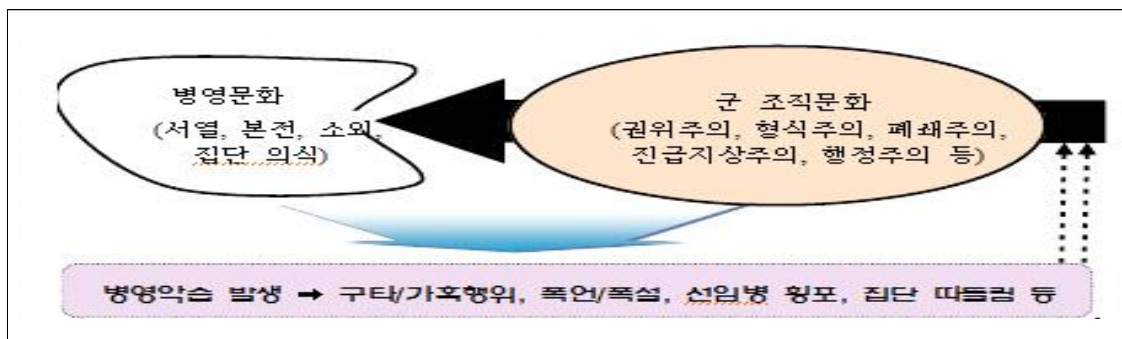 병영문화
(서열, 본전, 소외,
집단 의식)
군 조직문화
(권위주의, 형식주의, 폐쇄주의,
진급지상주의, 행정주의 등)
병영악습 발생 → 구타/가혹행위, 폭언/폭설, 선임병 횡포, 집단 따돌림 등